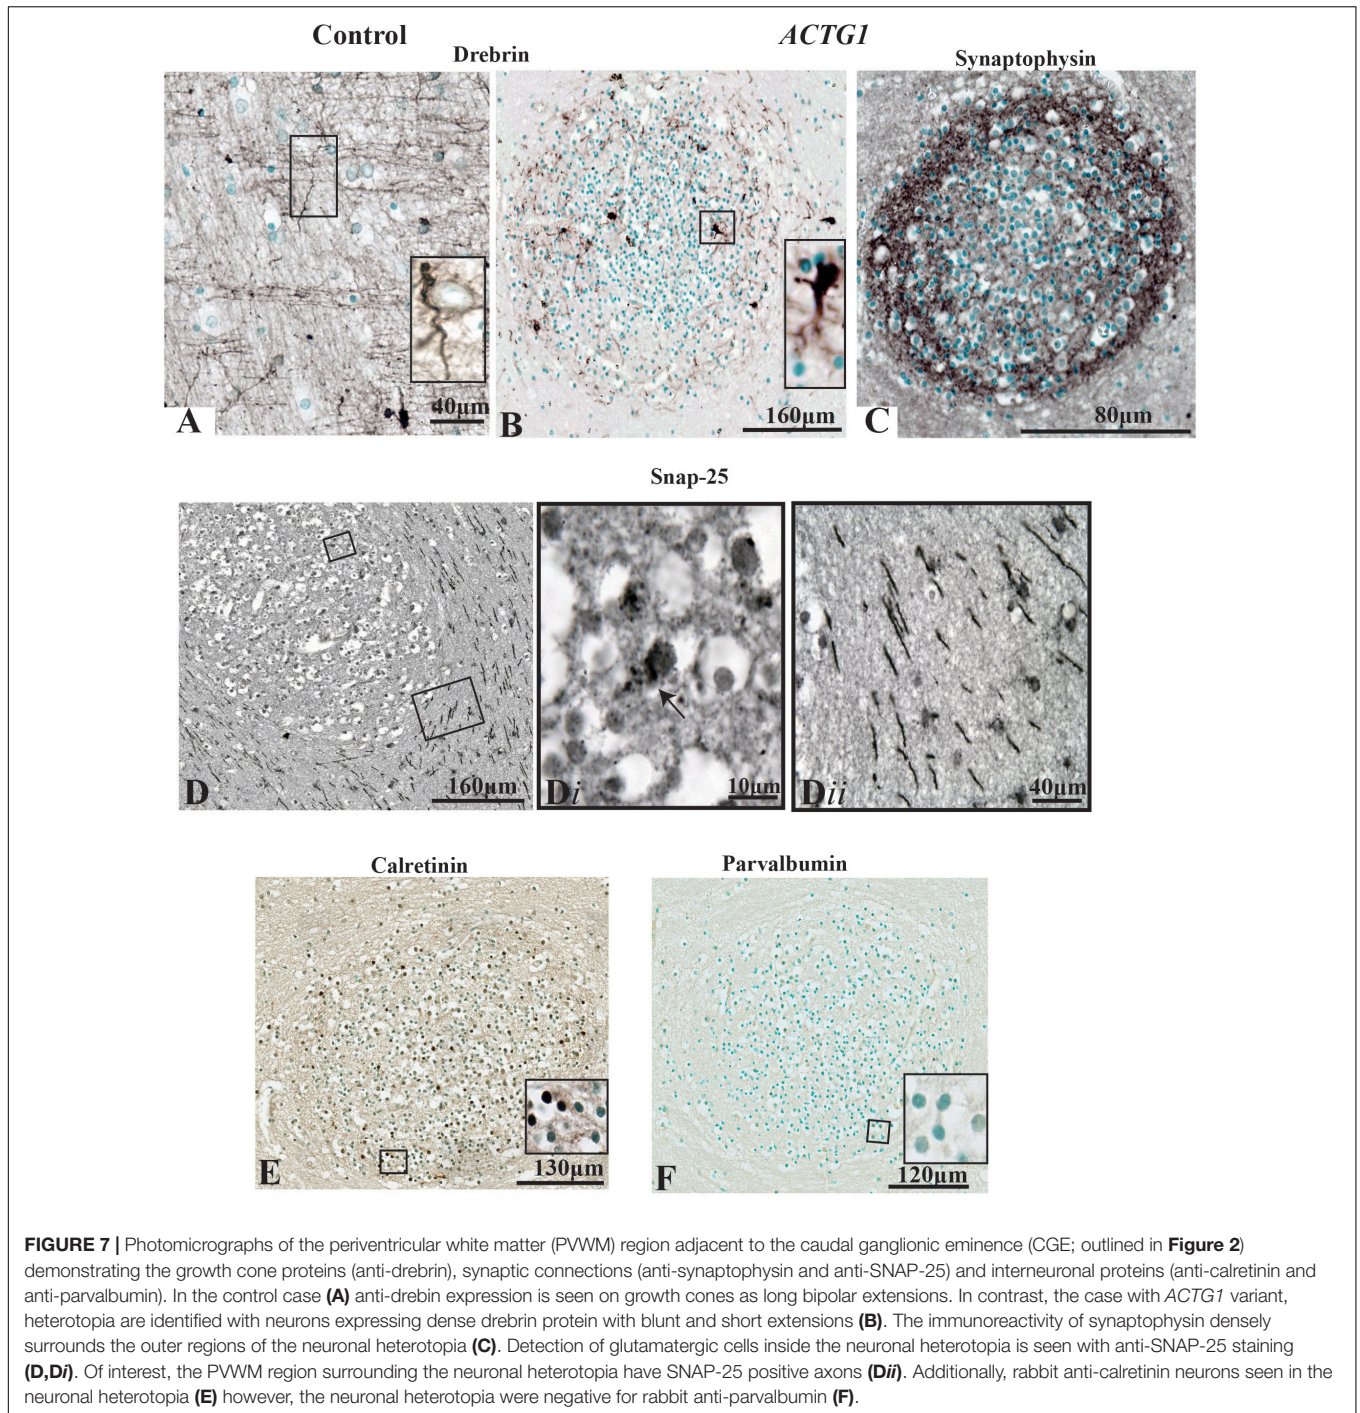 Control
ACTG1
Drebrin
Synaptophysin
A
40µm
B
160µm
C
80µm
Snap-25
D
160µm
Di
10µm
Dii
40µm
Calretinin
Parvalbumin
E
130µm
F
120µm
FIGURE 7 | Photomicrographs of the periventricular white matter (PVWM) region adjacent to the caudal ganglionic eminence (CGE; outlined in Figure 2)
demonstrating the growth cone proteins (anti-drebrin), synaptic connections (anti-synaptophysin and anti-SNAP-25) and interneuronal proteins (anti-calretinin and
anti-parvalbumin). In the control case (A) anti-drebin expression is seen on growth cones as long bipolar extensions. In contrast, the case with ACTG1 variant,
heterotopia are identified with neurons expressing dense drebrin protein with blunt and short extensions (B). The immunoreactivity of synaptophysin densely
surrounds the outer regions of the neuronal heterotopia (C). Detection of glutamatergic cells inside the neuronal heterotopia is seen with anti-SNAP-25 staining
(D,Di). Of interest, the PVWM region surrounding the neuronal heterotopia have SNAP-25 positive axons (Dii). Additionally, rabbit anti-calretinin neurons seen in the
neuronal heterotopia (E) however, the neuronal heterotopia were negative for rabbit anti-parvalbumin (F).